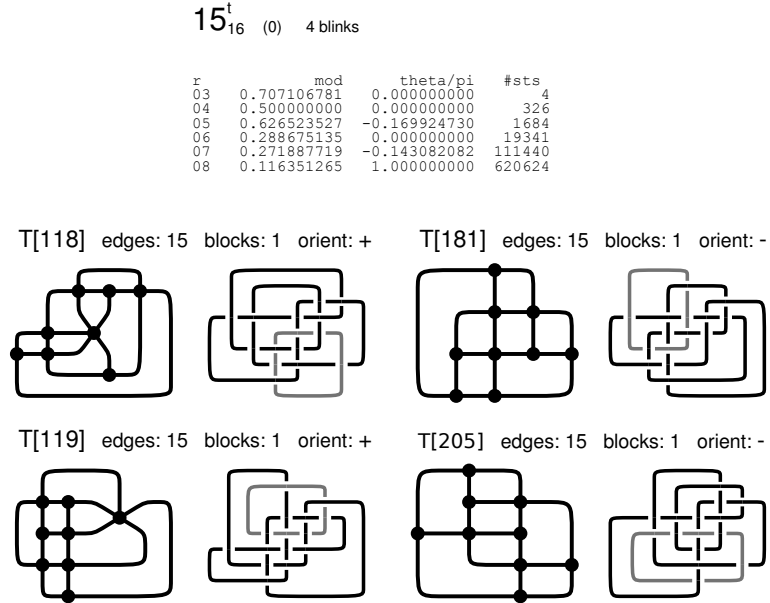 15ᵗ₁₆ (0) 4 blinks
r mod theta/pi #sts
03 0.707106781 0.000000000 4
04 0.500000000 0.000000000 326
05 0.626523527 -0.169924730 1684
06 0.288675135 0.000000000 19341
07 0.271887719 -0.143082082 111440
08 0.116351265 1.000000000 620624
T[118] edges: 15 blocks: 1 orient: +
T[181] edges: 15 blocks: 1 orient: -
T[119] edges: 15 blocks: 1 orient: +
T[205] edges: 15 blocks: 1 orient: -